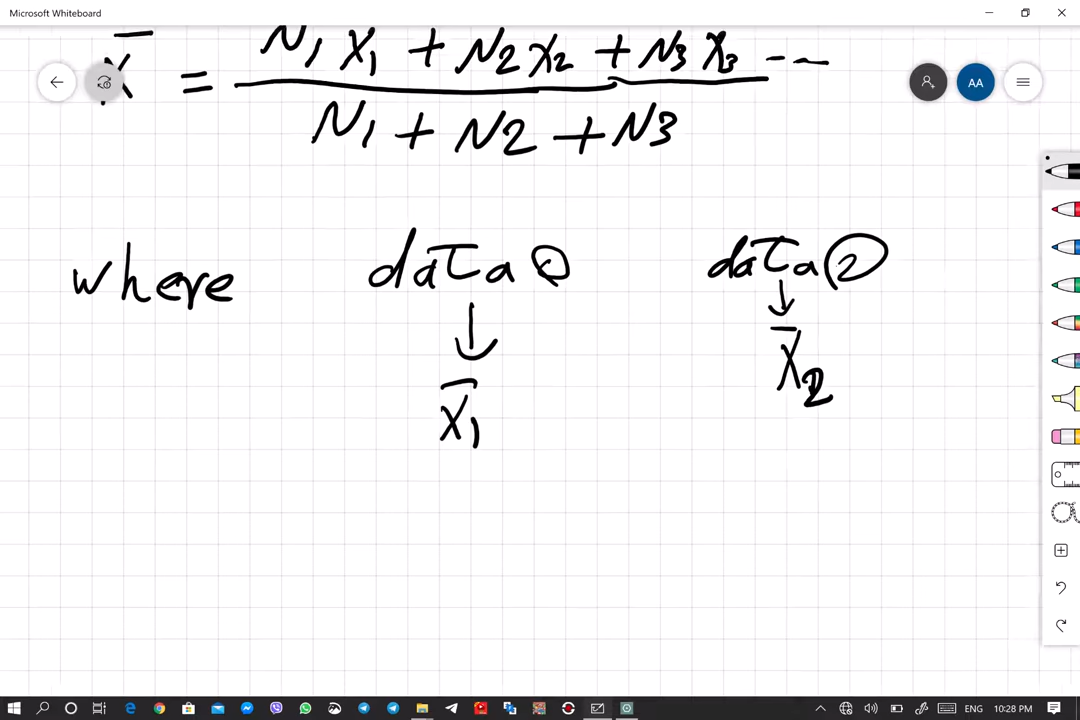 Microsoft Whiteboard
X̄ = N1 X1 + N2 X2 + N3 X3 --
N1 + N2 + N3
AA
where data ① data ②
↓ ↓
X̄1 X̄2
ENG 10:28 PM